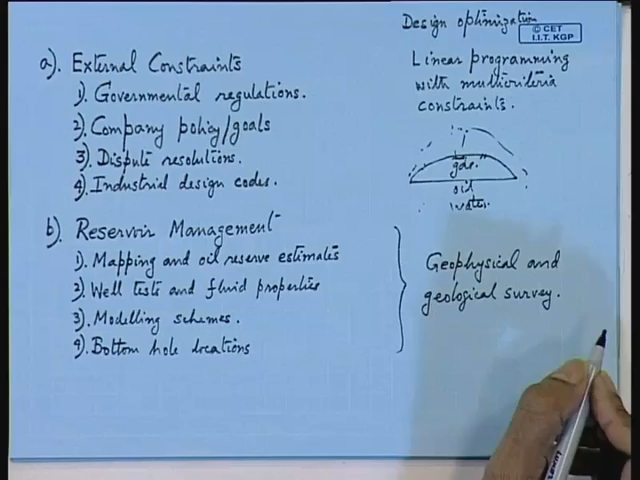 Design optimization
© CET
I.I.T. KGP
a). External Constraints
1). Governmental regulations.
2). Company policy/goals
3). Dispute resolutions.
4). Industrial design codes.
Linear programming
with multicriteria
constraints.
gas.
oil
water.
b). Reservoir Management
1). Mapping and oil reserve estimates
2). Well tests and fluid properties
3). Modelling schemes.
4). Bottom hole locations
Geophysical and
geological survey.